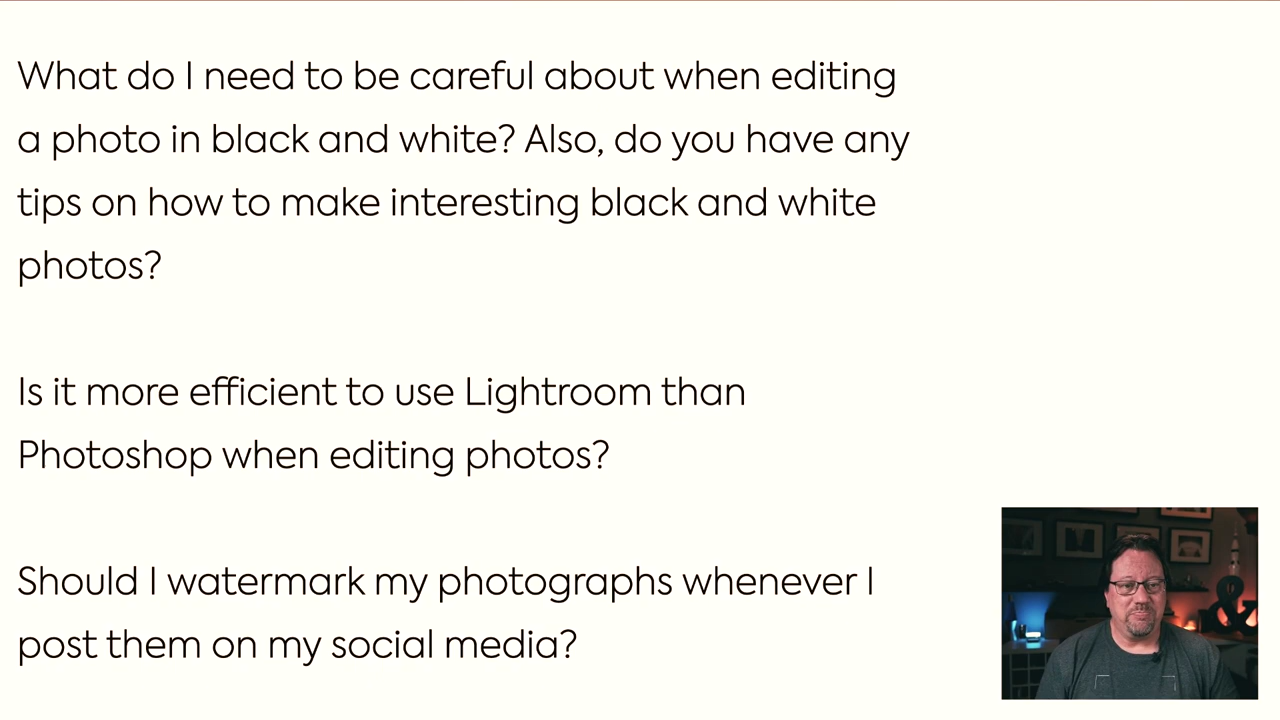 What do I need to be careful about when editing
a photo in black and white? Also, do you have any
tips on how to make interesting black and white
photos?
Is it more efficient to use Lightroom than
Photoshop when editing photos?
Should I watermark my photographs whenever I
post them on my social media?